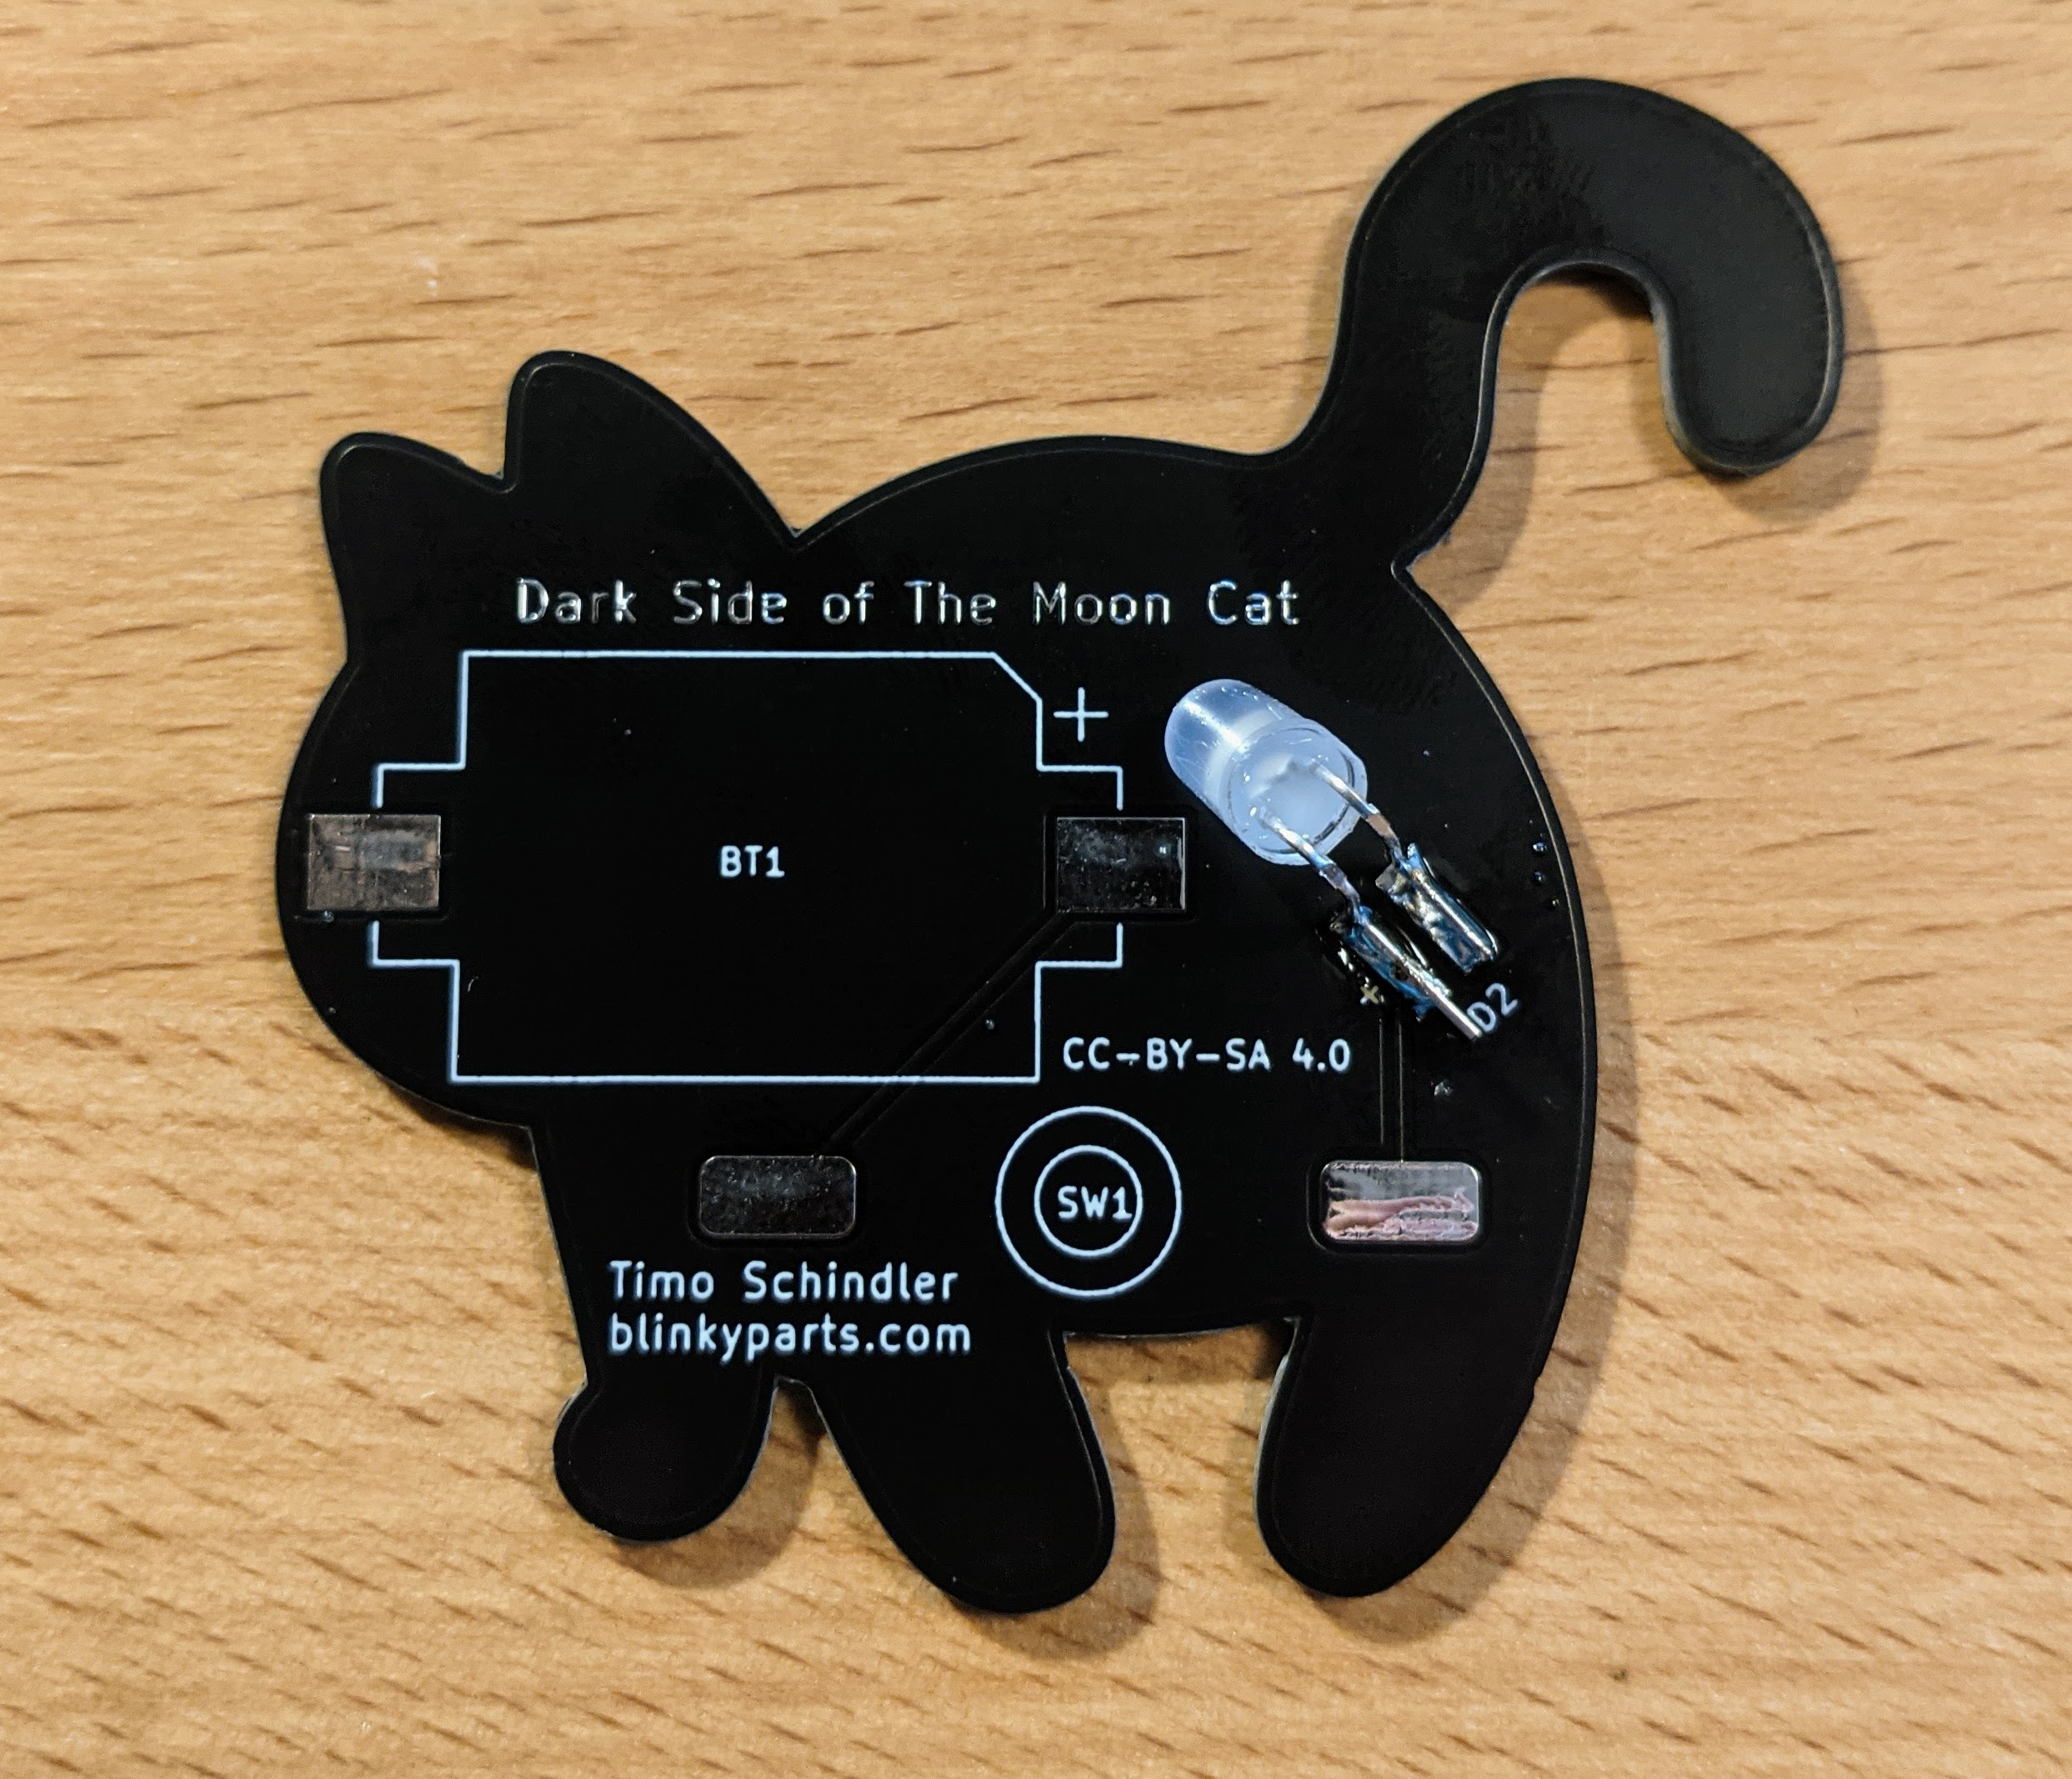 Dark Side of The Moon Cat
+
BT1
+
D2
CC-BY-SA 4.0
SW1
Timo Schindler
blinkyparts.com